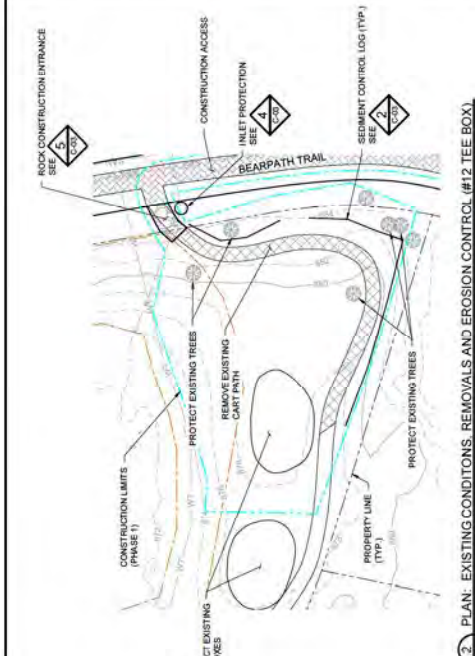 ROCK CONSTRUCTION ENTRANCE
SEE
5
C-03
CONSTRUCTION ACCESS
INLET PROTECTION
SEE
4
C-03
SEDIMENT CONTROL LOG (TYP.)
SEE
2
C-03
BEARPATH TRAIL
CONSTRUCTION LIMITS
(PHASE 1)
PROTECT EXISTING TREES
REMOVE EXISTING
CART PATH
PROTECT EXISTING TREES
PROPERTY LINE
(TYP.)
CT EXISTING
OXES
2 PLAN: EXISTING CONDITONS, REMOVALS AND EROSION CONTROL (#12 TEE BOX)